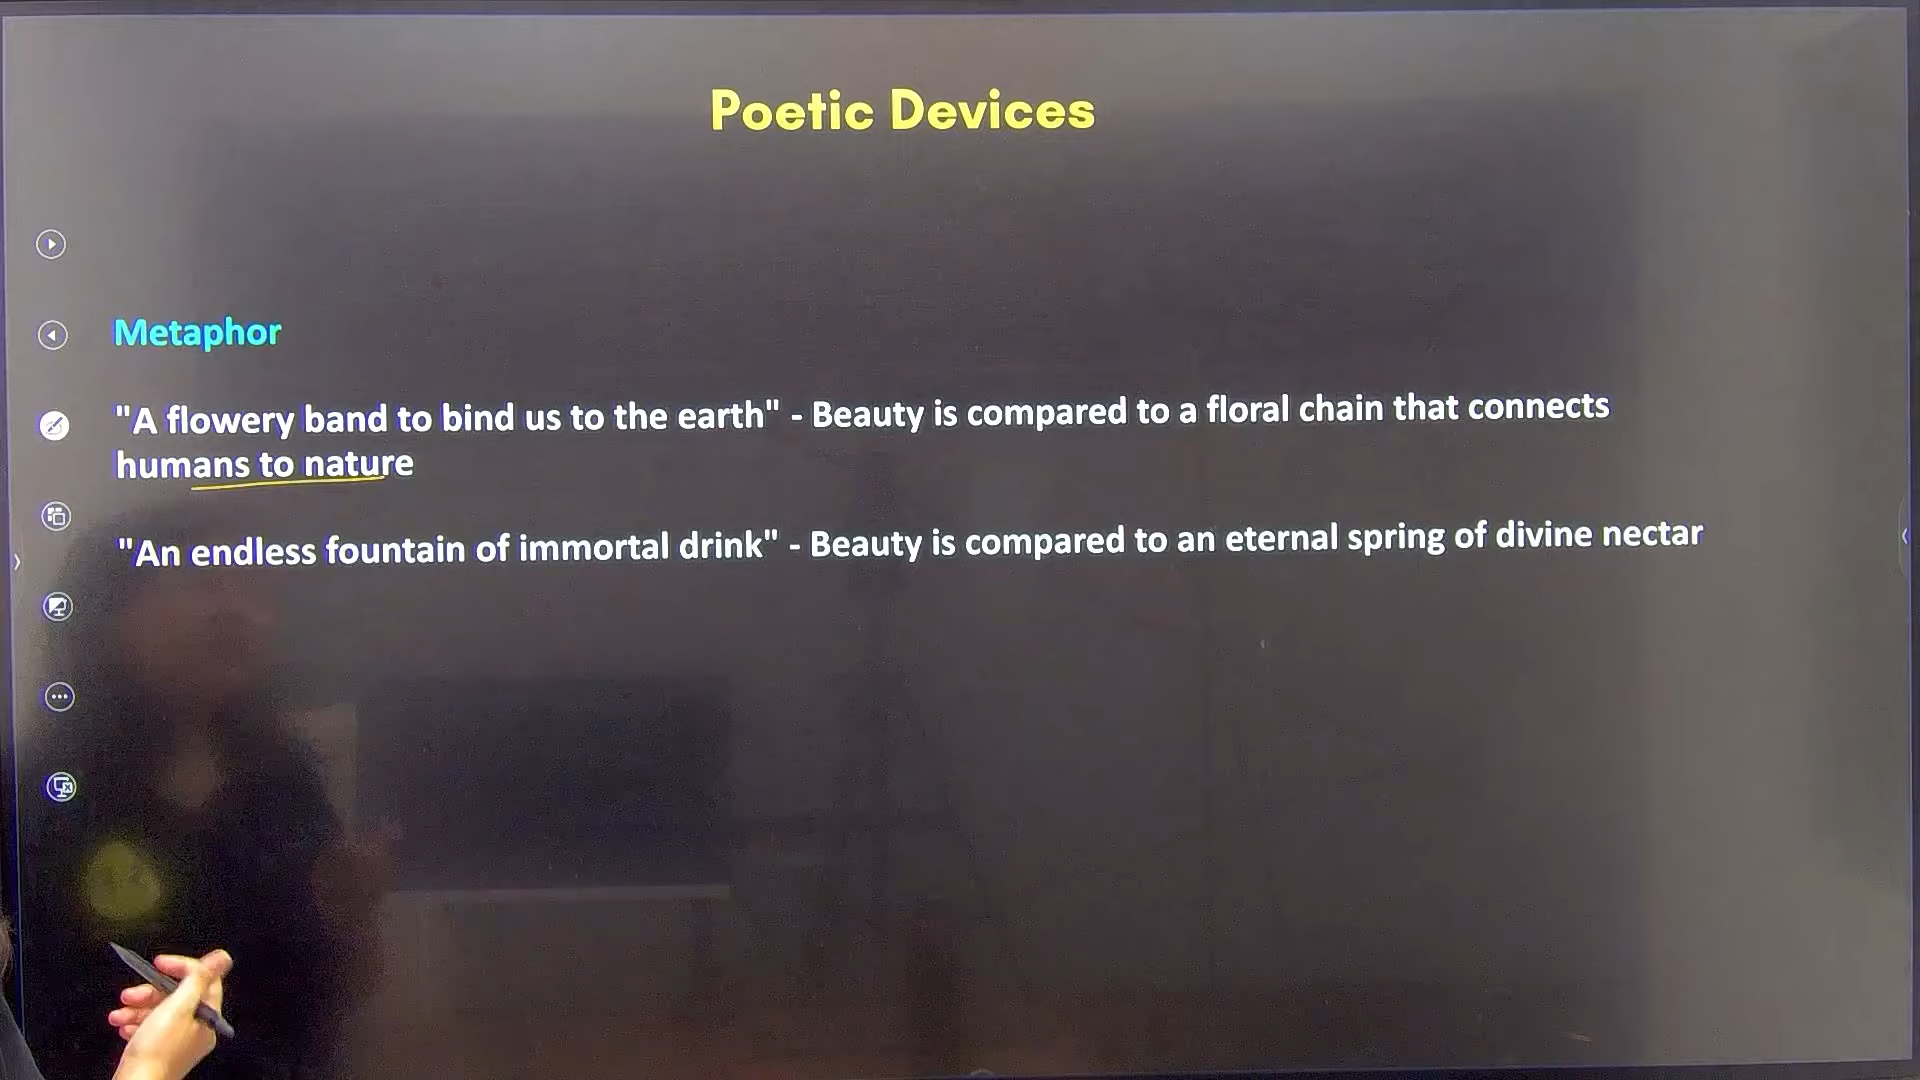 Poetic Devices
Metaphor
"A flowery band to bind us to the earth" - Beauty is compared to a floral chain that connects
humans to nature
"An endless fountain of immortal drink" - Beauty is compared to an eternal spring of divine nectar